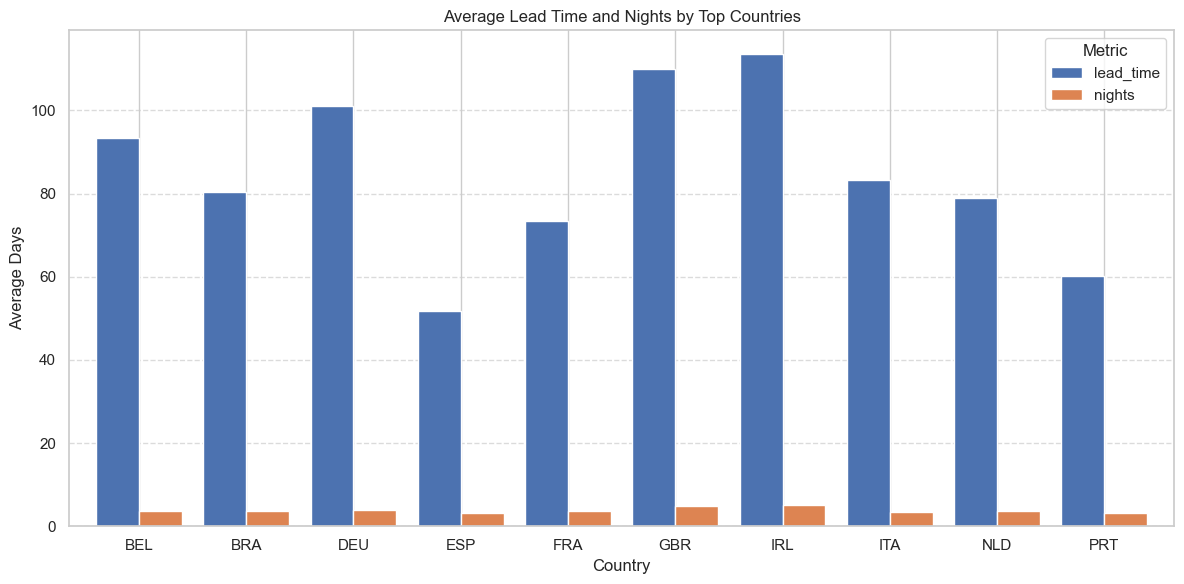 Average Lead Time and Nights by Top Countries
Metric
lead_time
nights
Average Days
100
80
60
40
20
0
BEL BRA DEU ESP FRA GBR IRL ITA NLD PRT
Country